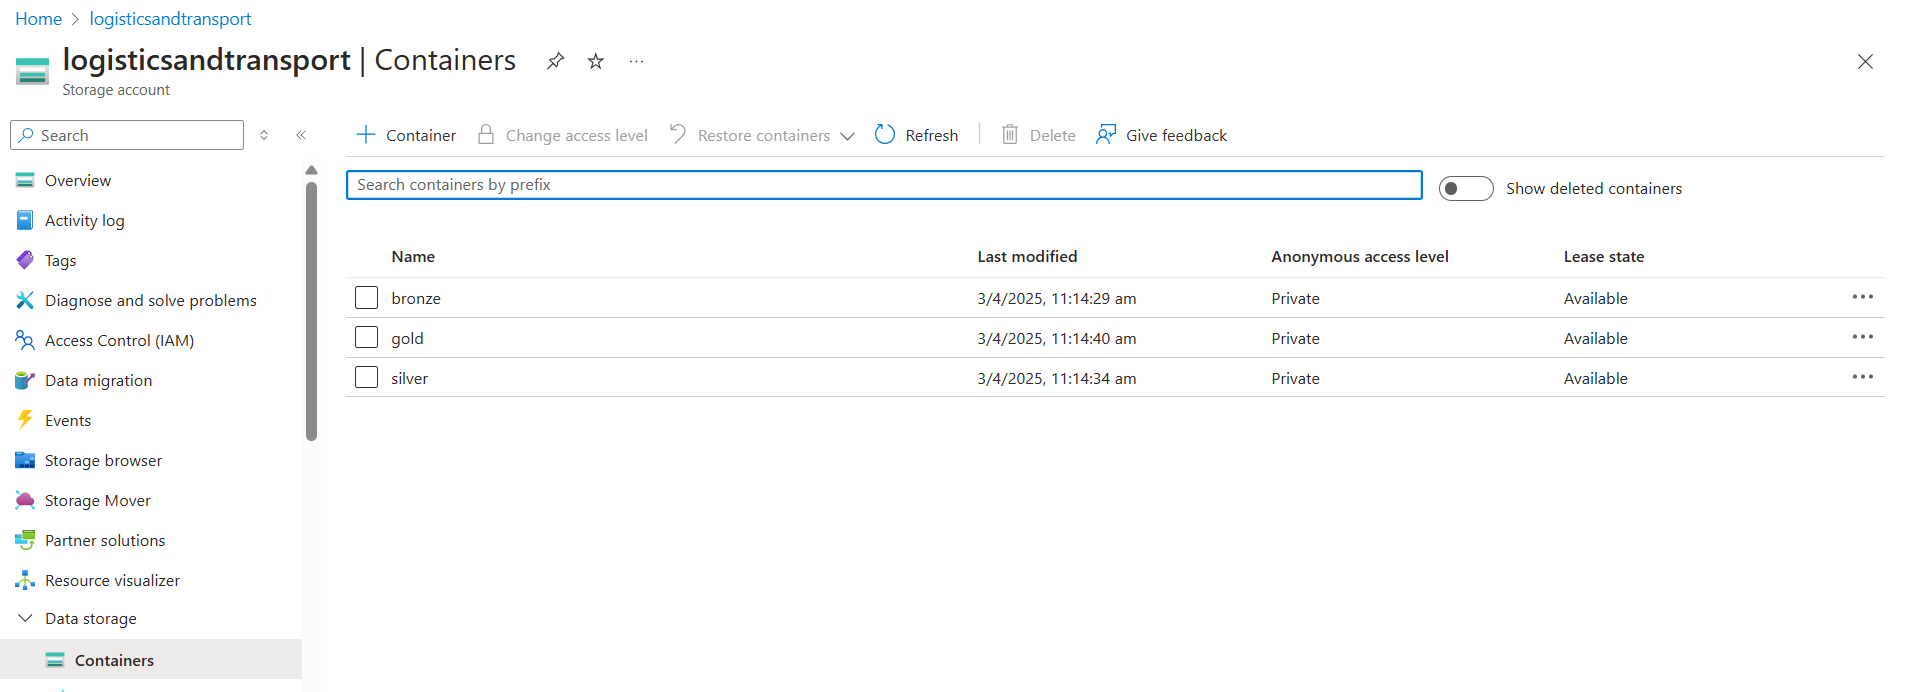 Home > logisticsandtransport
logisticsandtransport | Containers
Storage account
Search
Overview
Activity log
Tags
Diagnose and solve problems
Access Control (IAM)
Data migration
Events
Storage browser
Storage Mover
Partner solutions
Resource visualizer
Data storage
Containers
Container Change access level Restore containers Refresh Delete Give feedback
Search containers by prefix
Show deleted containers
Name Last modified Anonymous access level Lease state
bronze 3/4/2025, 11:14:29 am Private Available
gold 3/4/2025, 11:14:40 am Private Available
silver 3/4/2025, 11:14:34 am Private Available